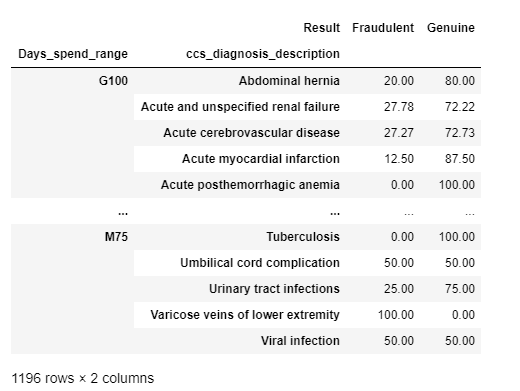 Result Fraudulent Genuine
Days_spend_range ccs_diagnosis_description
G100 Abdominal hernia 20.00 80.00
Acute and unspecified renal failure 27.78 72.22
Acute cerebrovascular disease 27.27 72.73
Acute myocardial infarction 12.50 87.50
Acute posthemorrhagic anemia 0.00 100.00
... ... ... ...
M75 Tuberculosis 0.00 100.00
Umbilical cord complication 50.00 50.00
Urinary tract infections 25.00 75.00
Varicose veins of lower extremity 100.00 0.00
Viral infection 50.00 50.00
1196 rows × 2 columns